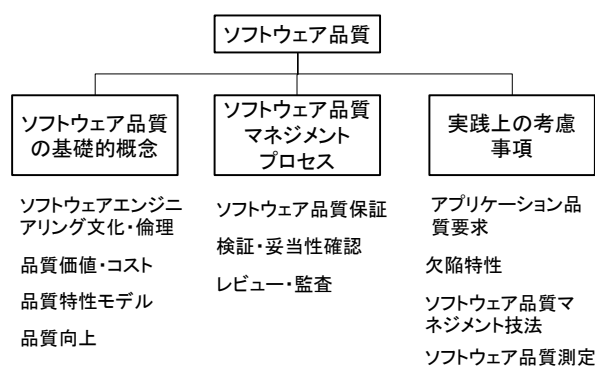 ソフトウェア品質
ソフトウェア品質
の基礎的概念
ソフトウェアエンジニ
アリング文化・倫理
品質価値・コスト
品質特性モデル
品質向上
ソフトウェア品質
マネジメント
プロセス
ソフトウェア品質保証
検証・妥当性確認
レビュー・監査
実践上の考慮
事項
アプリケーション品
質要求
欠陥特性
ソフトウェア品質マ
ネジメント技法
ソフトウェア品質測定